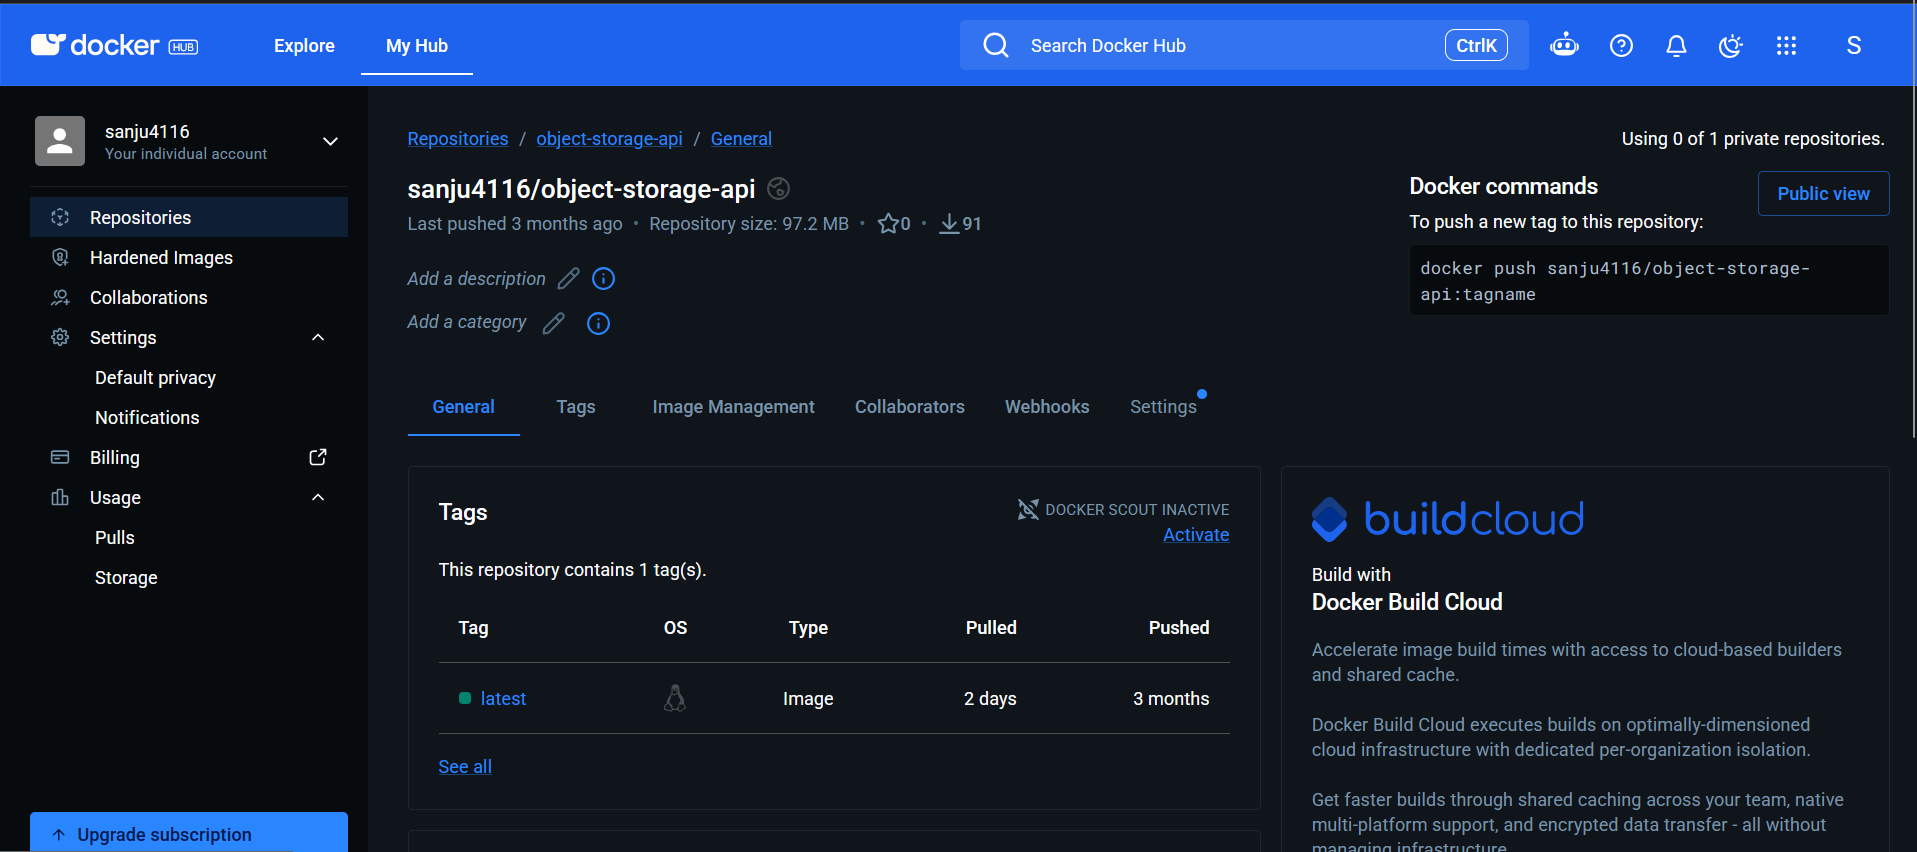 docker HUB
Explore
My Hub
Search Docker Hub
CtrlK
S
sanju4116
Your individual account
Repositories
Hardened Images
Collaborations
Settings
Default privacy
Notifications
Billing
Usage
Pulls
Storage
Upgrade subscription
Repositories / object-storage-api / General
Using 0 of 1 private repositories.
sanju4116/object-storage-api
Last pushed 3 months ago • Repository size: 97.2 MB • 0 • 91
Add a description
Add a category
Docker commands
Public view
To push a new tag to this repository:
docker push sanju4116/object-storage-
api:tagname
General
Tags
Image Management
Collaborators
Webhooks
Settings
Tags
DOCKER SCOUT INACTIVE
Activate
This repository contains 1 tag(s).
Tag OS Type Pulled Pushed
latest Image 2 days 3 months
See all
buildcloud
Build with
Docker Build Cloud
Accelerate image build times with access to cloud-based builders
and shared cache.
Docker Build Cloud executes builds on optimally-dimensioned
cloud infrastructure with dedicated per-organization isolation.
Get faster builds through shared caching across your team, native
multi-platform support, and encrypted data transfer - all without
managing infrastructure.